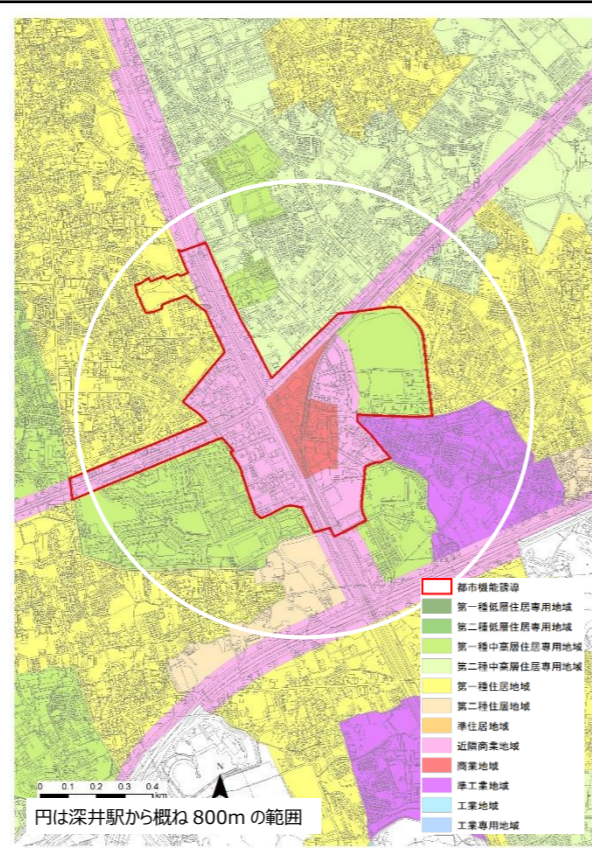 都市機能誘導
第一種低層住居専用地域
第二種低層住居専用地域
第一種中高層住居専用地域
第二種中高層住居専用地域
第一種住居地域
第二種住居地域
準住居地域
近隣商業地域
商業地域
準工業地域
工業地域
工業専用地域
N
0 0.1 0.2 0.3 0.4
km
円は深井駅から概ね 800m の範囲